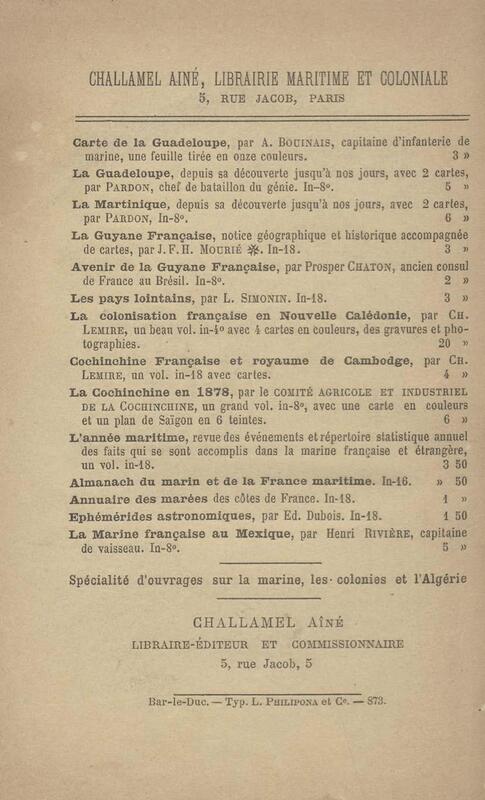 CHALLAMEL AINÉ, LIBRAIRIE MARITIME ET COLONIALE
5, RUE JACOB, PARIS
Carte de la Guadeloupe, par A. BOUINAIS, capitaine d'infanterie de
marine, une feuille tirée en onze couleurs. 3 »
La Guadeloupe, depuis sa découverte jusqu'à nos jours, avec 2 cartes,
par PARDON, chef de bataillon du génie. In-8º. 5 »
La Martinique, depuis sa découverte jusqu'à nos jours, avec 2 cartes,
par PARDON, In-8º. 6 »
La Guyane Française, notice géographique et historique accompagnée
de cartes, par J. F. H. MOURIÉ ※. In-18. 3 »
Avenir de la Guyane Française, par Prosper CHATON, ancien consul
de France au Brésil. In-8º. 2 »
Les pays lointains, par L. SIMONIN. In-18. 3 »
La colonisation française en Nouvelle Calédonie, par CH.
LEMIRE, un beau vol. in-4º avec 4 cartes en couleurs, des gravures et pho-
tographies. 20 »
Cochinchine Française et royaume de Cambodge, par CH.
LEMIRE, un vol. in-18 avec cartes. 4 »
La Cochinchine en 1878, par le COMITÉ AGRICOLE ET INDUSTRIEL
DE LA COCHINCHINE, un grand vol. in-8º, avec une carte en couleurs
et un plan de Saïgon en 6 teintes. 6 »
L'année maritime, revue des événements et répertoire statistique annuel
des faits qui se sont accomplis dans la marine française et étrangère,
un vol. in-18. 3 50
Almanach du marin et de la France maritime. In-16. » 50
Annuaire des marées des côtes de France. In-18. 1 »
Ephémérides astronomiques, par Ed. Dubois. In-18. 1 50
La Marine française au Mexique, par Henri RIVIÈRE, capitaine
de vaisseau. In-8º. 5 »
Spécialité d'ouvrages sur la marine, les colonies et l'Algérie
CHALLAMEL AÎNÉ
LIBRAIRE-ÉDITEUR ET COMMISSIONNAIRE
5, rue Jacob, 5
Bar-le-Duc. — Typ. L. PHILIPONA et Cº. — 873.